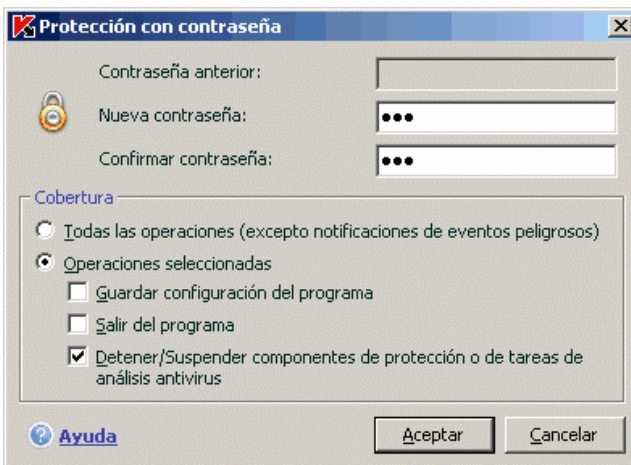 Protección con contraseña
Contraseña anterior:
Nueva contraseña:
Confirmar contraseña:
Cobertura
Todas las operaciones (excepto notificaciones de eventos peligrosos)
Operaciones seleccionadas
Guardar configuración del programa
Salir del programa
Detener/Suspender componentes de protección o de tareas de
análisis antivirus
Ayuda
Aceptar
Cancelar